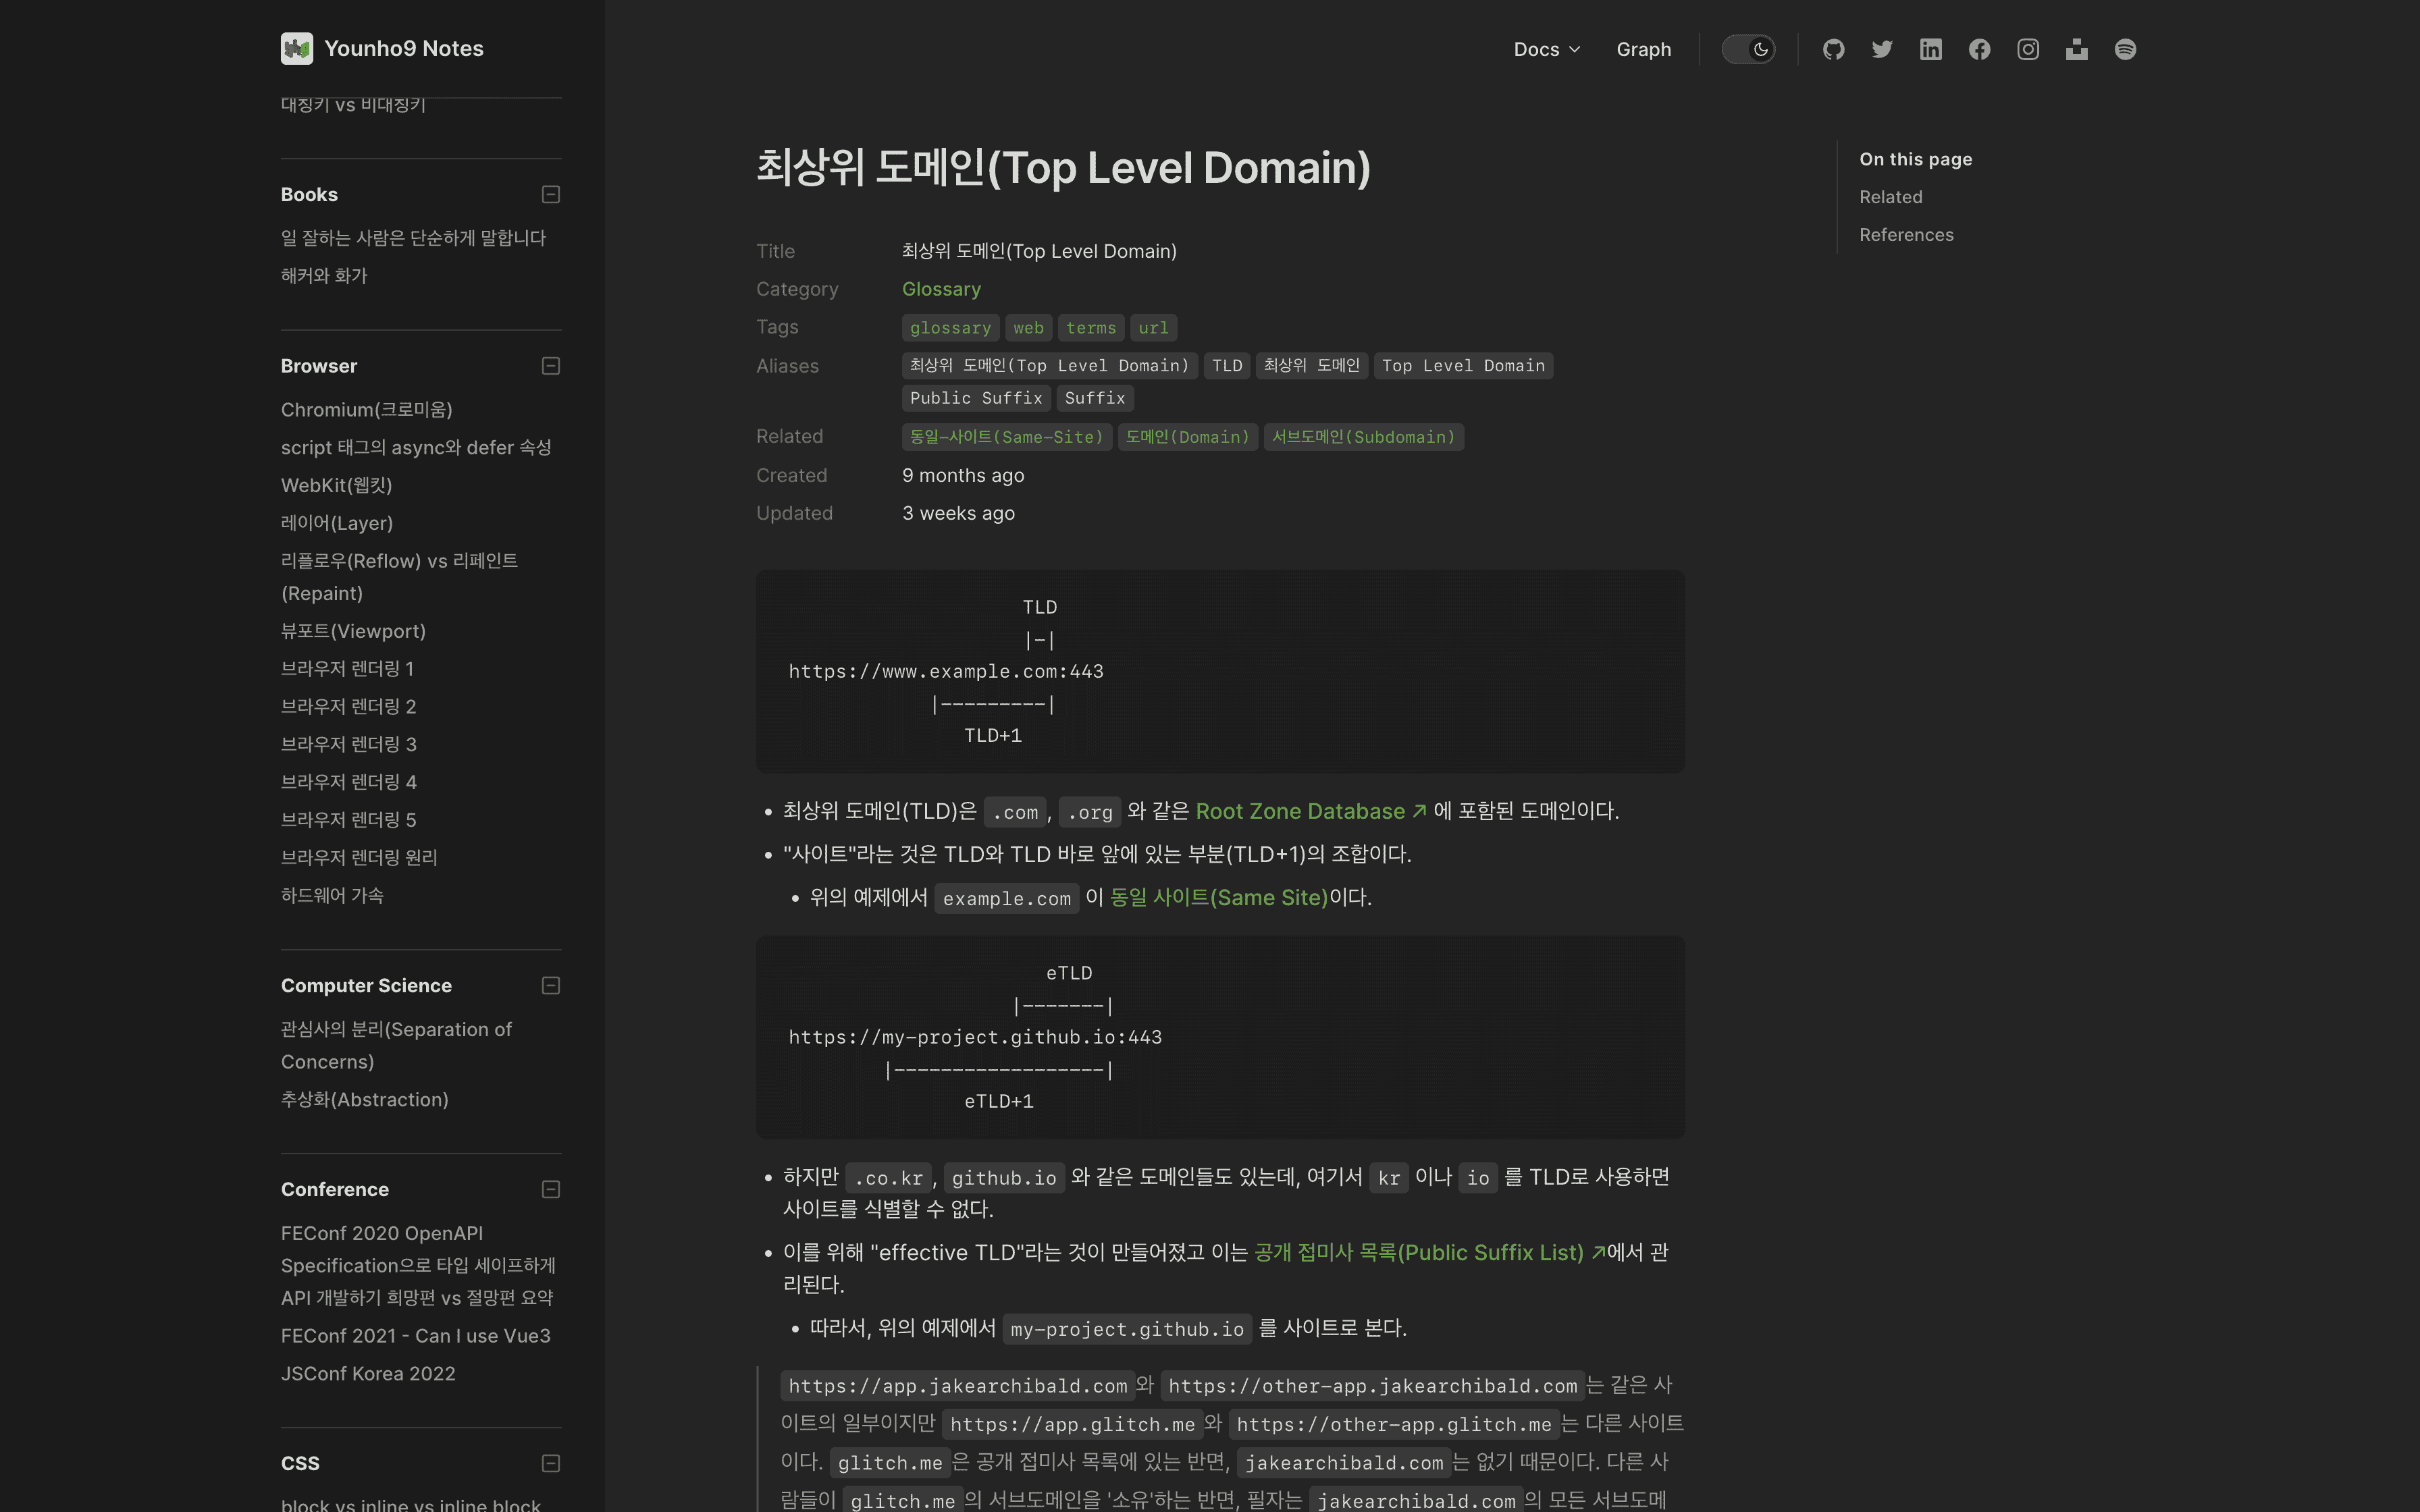 Younho9 Notes
Docs
Graph
대칭키 vs 비대칭키
Books
일 잘하는 사람은 단순하게 말합니다
해커와 화가
Browser
Chromium(크로미움)
script 태그의 async와 defer 속성
WebKit(웹킷)
레이어(Layer)
리플로우(Reflow) vs 리페인트
(Repaint)
뷰포트(Viewport)
브라우저 렌더링 1
브라우저 렌더링 2
브라우저 렌더링 3
브라우저 렌더링 4
브라우저 렌더링 5
브라우저 렌더링 원리
하드웨어 가속
Computer Science
관심사의 분리(Separation of
Concerns)
추상화(Abstraction)
Conference
FEConf 2020 OpenAPI
Specification으로 타입 세이프하게
API 개발하기 희망편 vs 절망편 요약
FEConf 2021 - Can I use Vue3
JSConf Korea 2022
CSS
block vs inline vs inline block
최상위 도메인(Top Level Domain)
Title 최상위 도메인(Top Level Domain)
Category Glossary
Tags glossary web terms url
Aliases 최상위 도메인(Top Level Domain) TLD 최상위 도메인 Top Level Domain
Public Suffix Suffix
Related 동일-사이트(Same-Site) 도메인(Domain) 서브도메인(Subdomain)
Created 9 months ago
Updated 3 weeks ago
TLD
|-|
https://www.example.com:443
|---------|
TLD+1
최상위 도메인(TLD)은 .com, .org 와 같은 Root Zone Database ↗ 에 포함된 도메인이다.
"사이트"라는 것은 TLD와 TLD 바로 앞에 있는 부분(TLD+1)의 조합이다.
위의 예제에서 example.com 이 동일 사이트(Same Site)이다.
eTLD
|-------|
https://my-project.github.io:443
|------------------|
eTLD+1
하지만 .co.kr, github.io 와 같은 도메인들도 있는데, 여기서 kr 이나 io 를 TLD로 사용하면
사이트를 식별할 수 없다.
이를 위해 "effective TLD"라는 것이 만들어졌고 이는 공개 접미사 목록(Public Suffix List) ↗에서 관
리된다.
따라서, 위의 예제에서 my-project.github.io 를 사이트로 본다.
https://app.jakearchibald.com 와 https://other-app.jakearchibald.com 는 같은 사
이트의 일부이지만 https://app.glitch.me 와 https://other-app.glitch.me 는 다른 사이트
이다. glitch.me 은 공개 접미사 목록에 있는 반면, jakearchibald.com 는 없기 때문이다. 다른 사
람들이 glitch.me 의 서브도메인을 '소유'하는 반면, 필자는 jakearchibald.com 의 모든 서브도메
On this page
Related
References